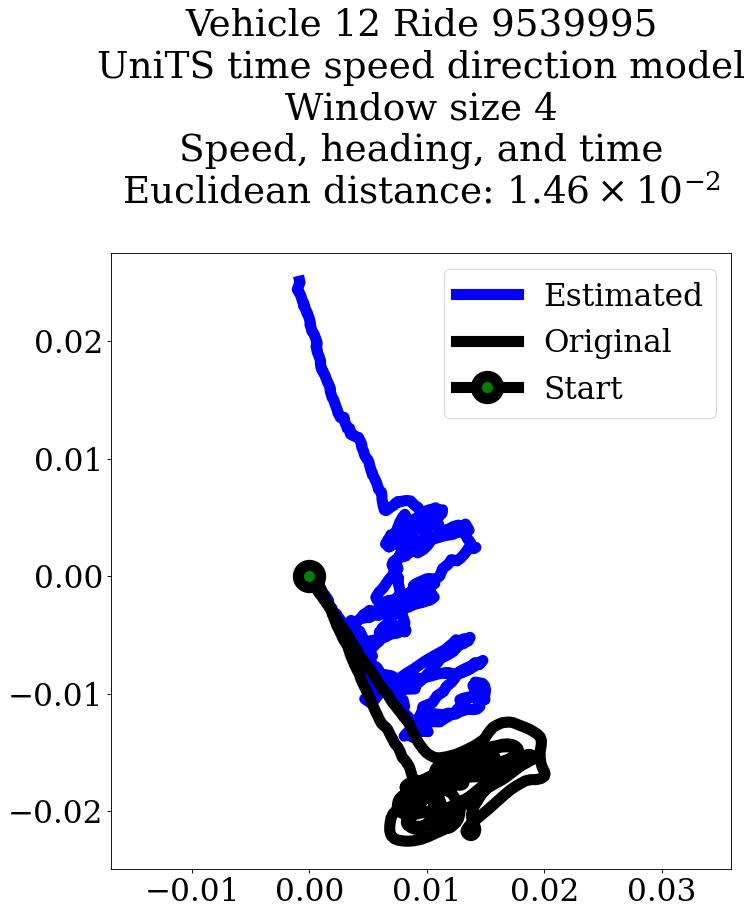 Vehicle 12 Ride 9539995
UniTS time speed direction model
Window size 4
Speed, heading, and time
Euclidean distance: 1.46 × 10⁻²
Estimated
Original
Start
0.02
0.01
0.00
−0.01
−0.02
−0.01
0.00
0.01
0.02
0.03